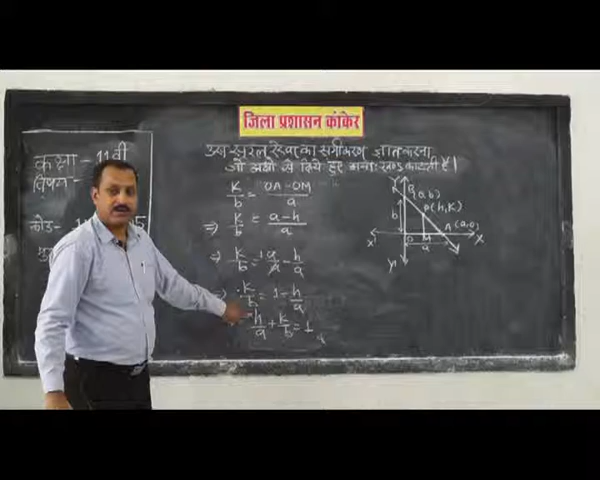 जिला प्रशासन कांकेर
कक्षा - 11वी
विषय -
कोड -
उस सरल रेखा का समीकरण ज्ञात करना
जो अक्षों से दिये हुए अन्तः खण्ड काटती है।
K/b = OA-OM/a
⇒ K/b = a-h/a
⇒ K/b = a/a - h/a
⇒ K/b = 1 - h/a
h/a + K/b = 1
Y
B(0,b)
P(h,K)
b
A(a,0)
X' O M X
a
Y'